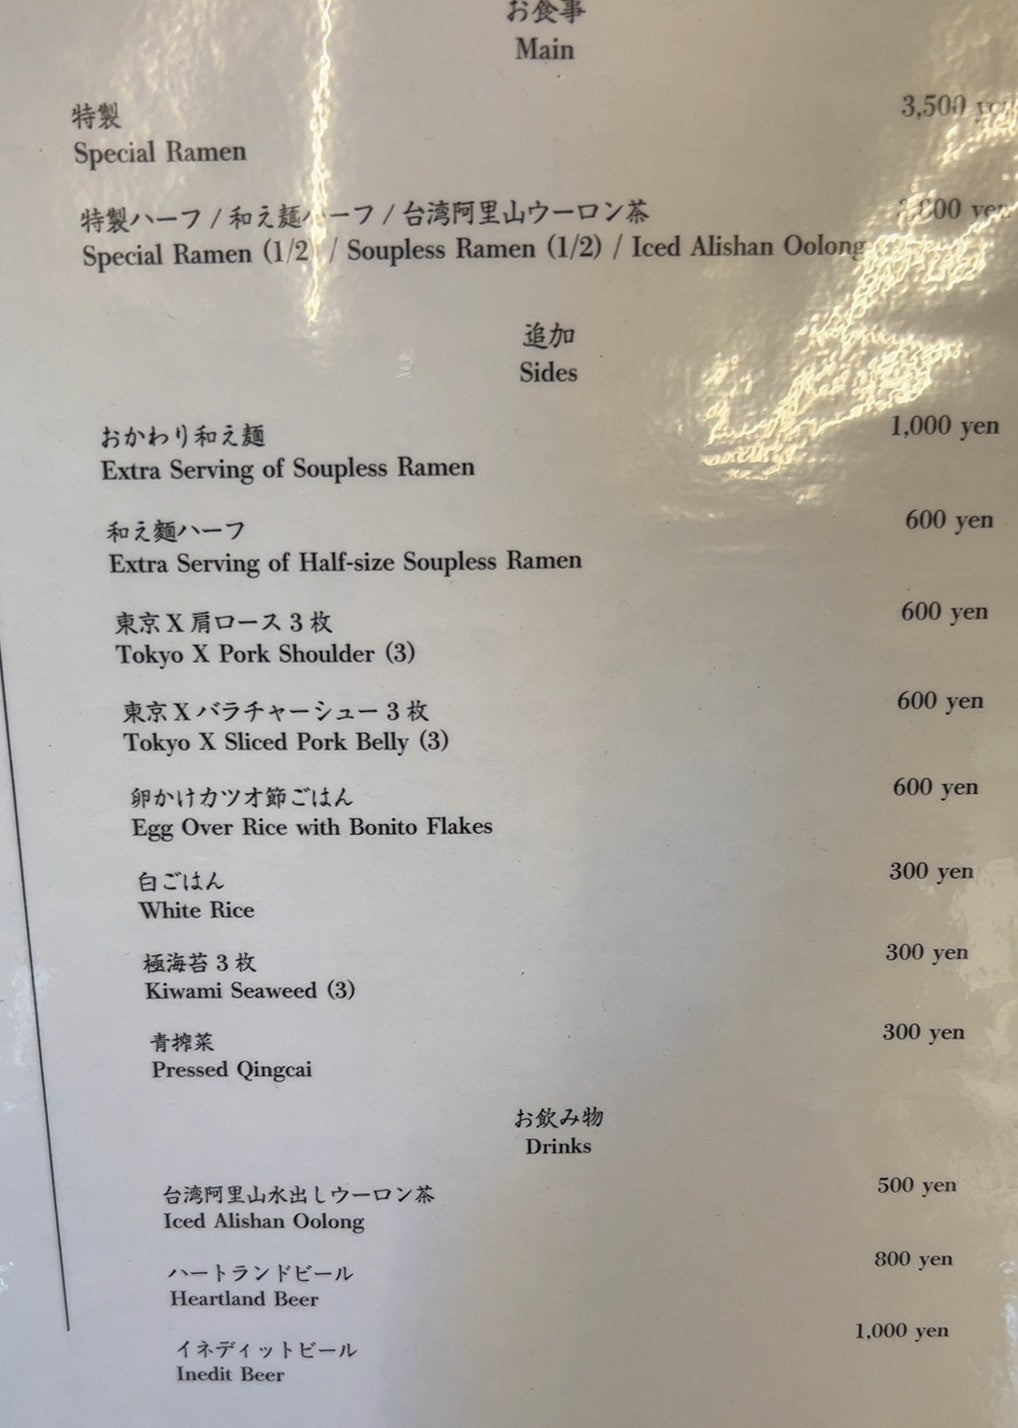 お食事
Main
特製
3,500 yen
Special Ramen
特製ハーフ / 和え麺ハーフ / 台湾阿里山ウーロン茶
yen
Special Ramen (1/2) / Soupless Ramen (1/2) / Iced Alishan Oolong
追加
Sides
おかわり和え麺
1,000 yen
Extra Serving of Soupless Ramen
和え麺ハーフ
600 yen
Extra Serving of Half-size Soupless Ramen
東京X肩ロース3枚
600 yen
Tokyo X Pork Shoulder (3)
東京Xバラチャーシュー3枚
600 yen
Tokyo X Sliced Pork Belly (3)
卵かけカツオ節ごはん
600 yen
Egg Over Rice with Bonito Flakes
白ごはん
300 yen
White Rice
極海苔3枚
300 yen
Kiwami Seaweed (3)
青搾菜
300 yen
Pressed Qingcai
お飲み物
Drinks
台湾阿里山水出しウーロン茶
500 yen
Iced Alishan Oolong
ハートランドビール
800 yen
Heartland Beer
イネディットビール
1,000 yen
Inedit Beer